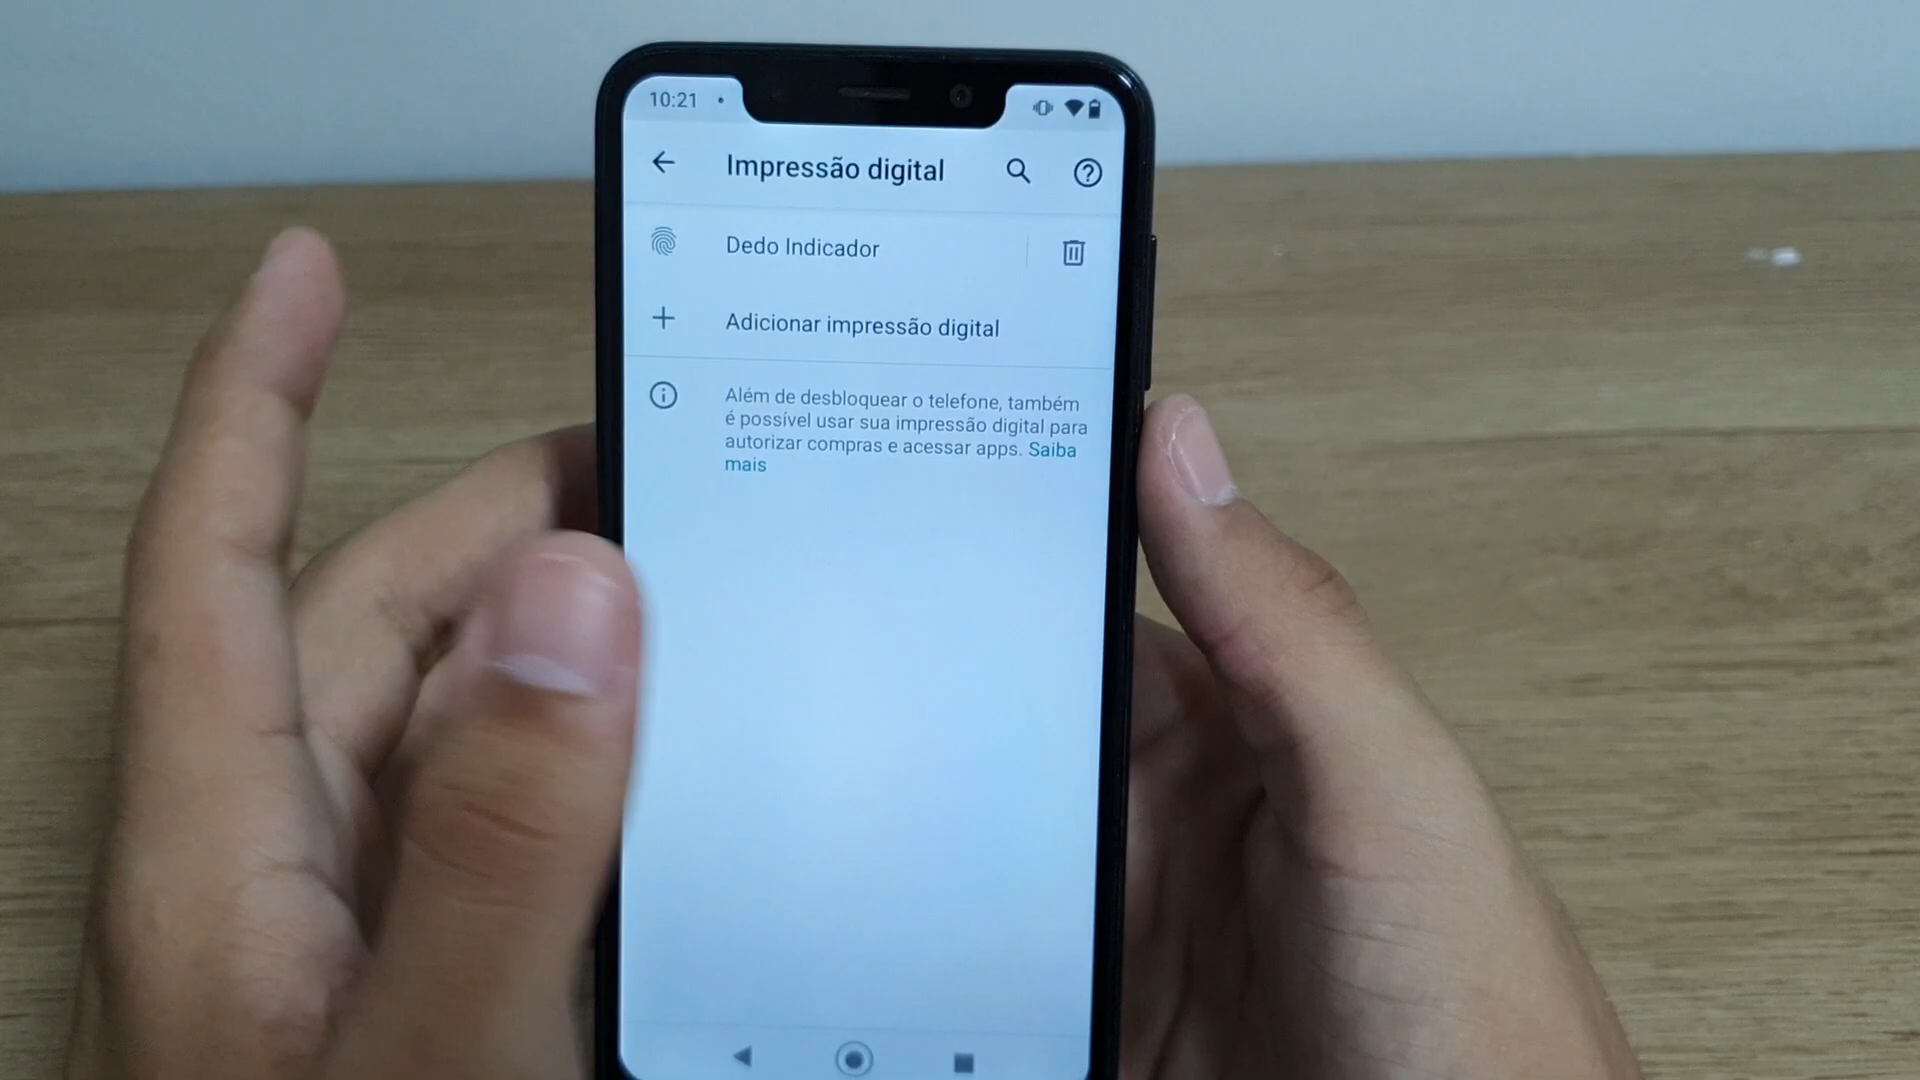 10:21
Impressão digital
Dedo Indicador
Adicionar impressão digital
Além de desbloquear o telefone, também
é possível usar sua impressão digital para
autorizar compras e acessar apps. Saiba
mais